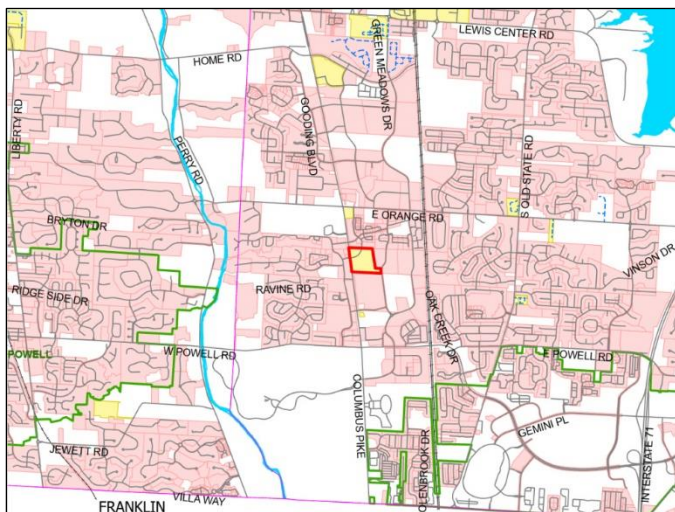 GREEN MEADOWS DR
LEWIS CENTER RD
HOME RD
LIBERTY RD
GOODING BLVD
PERRY RD
S OLD STATE RD
E ORANGE RD
BRYTON DR
VINSON DR
RIDGE SIDE DR
RAVINE RD
OAK CREEK DR
POWELL
W POWELL RD
E POWELL RD
COLUMBUS PIKE
GEMINI PL
JEWETT RD
INTERSTATE 71
VILLA WAY
FRANKLIN